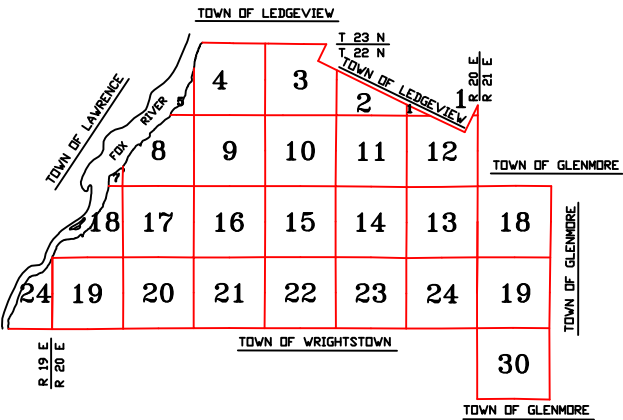 TOWN OF LEDGEVIEW
T 23 N
T 22 N
TOWN OF LEDGEVIEW
R 20 E
R 21 E
TOWN OF LAWRENCE
FOX RIVER
4 3 2 1 1
8 9 10 11 12
7
TOWN OF GLENMORE
18 17 16 15 14 13 18
TOWN OF GLENMORE
24 19 20 21 22 23 24 19
TOWN OF WRIGHTSTOWN
R 19 E
R 20 E
30
TOWN OF GLENMORE